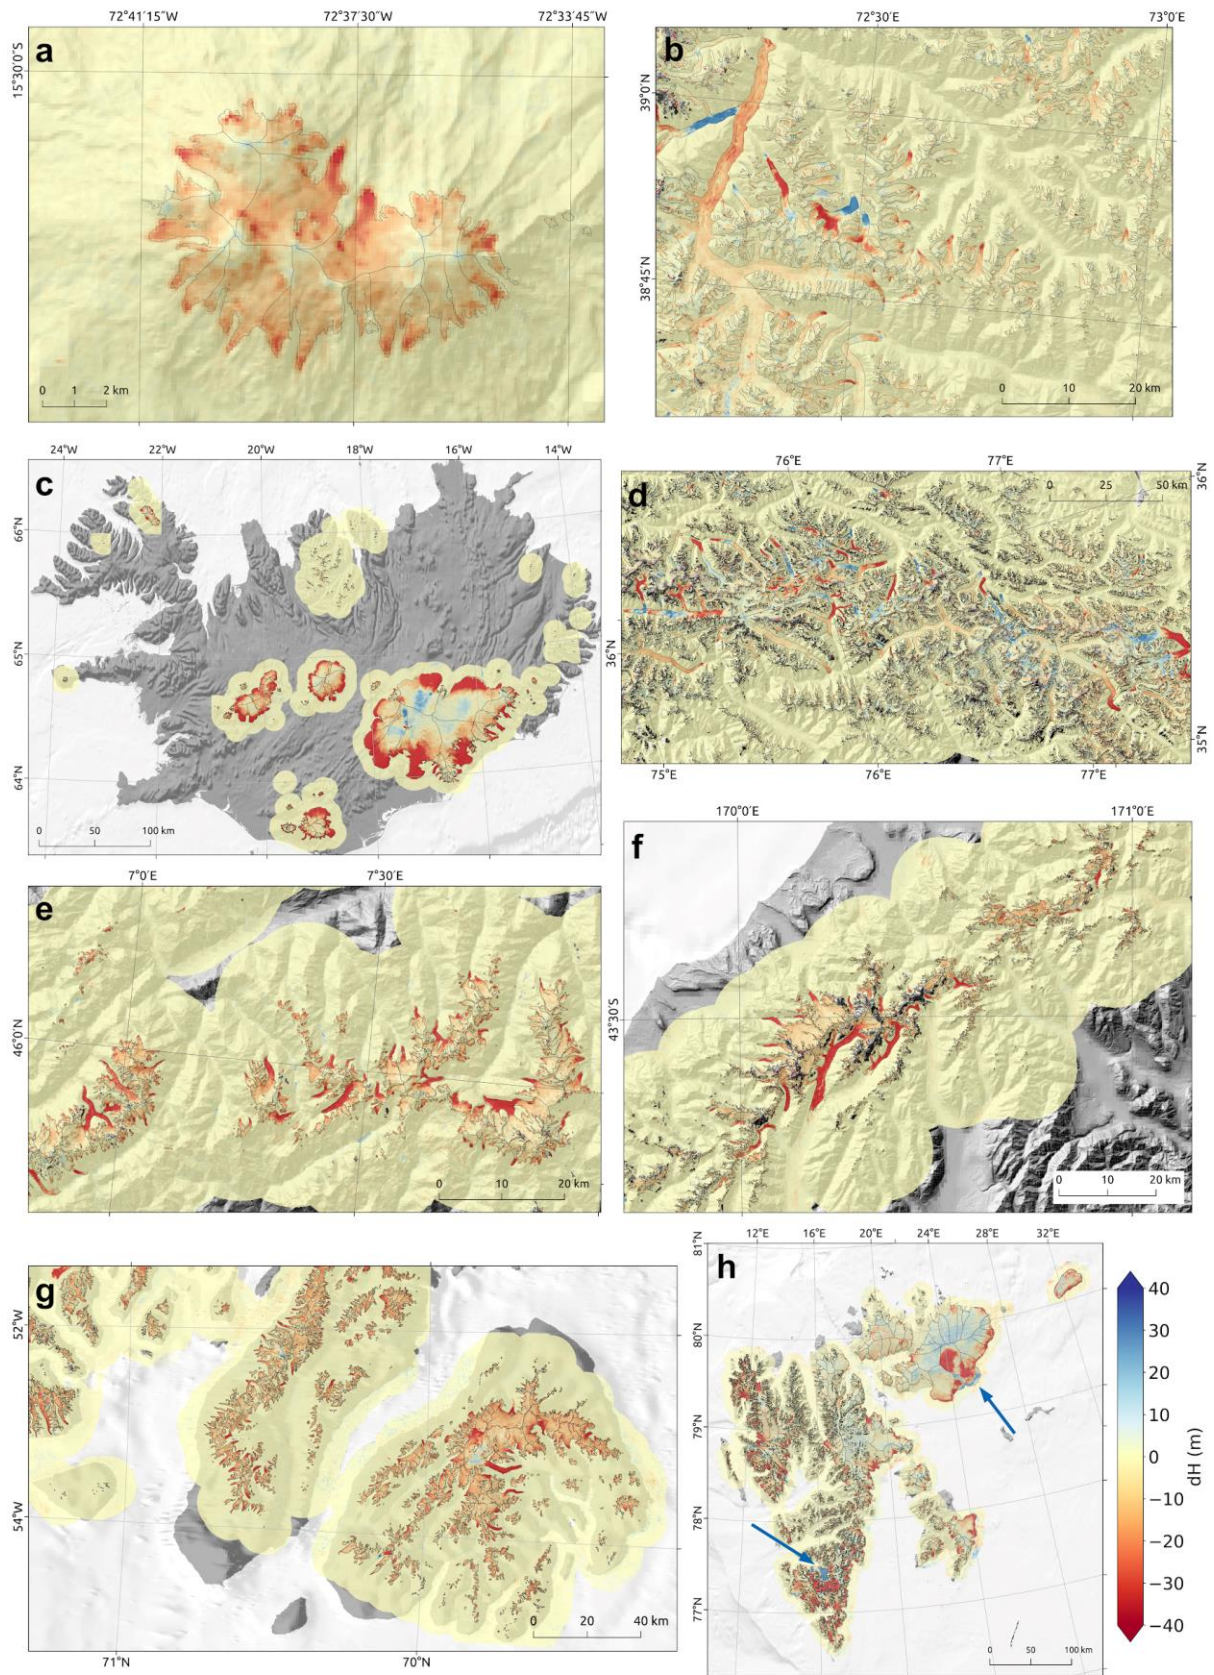 72°41'15"W 72°37'30"W 72°33'45"W
a
15°30'0"S
0 1 2 km
72°30'E 73°0'E
b
39°0'N
38°45'N
0 10 20 km
24°W 22°W 20°W 18°W 16°W 14°W
c
66°N
65°N
64°N
0 50 100 km
76°E 77°E
d
36°N
0 25 50 km
36°N
35°N
75°E 76°E 77°E
7°0'E 7°30'E
e
46°0'N
0 10 20 km
170°0'E 171°0'E
f
43°30'S
0 10 20 km
g
52°W
54°W
0 20 40 km
71°N 70°N
12°E 16°E 20°E 24°E 28°E 32°E
h
81°N
80°N
79°N
78°N
77°N
0 50 100 km
40
30
20
10
0
−10
−20
−30
−40
dH (m)